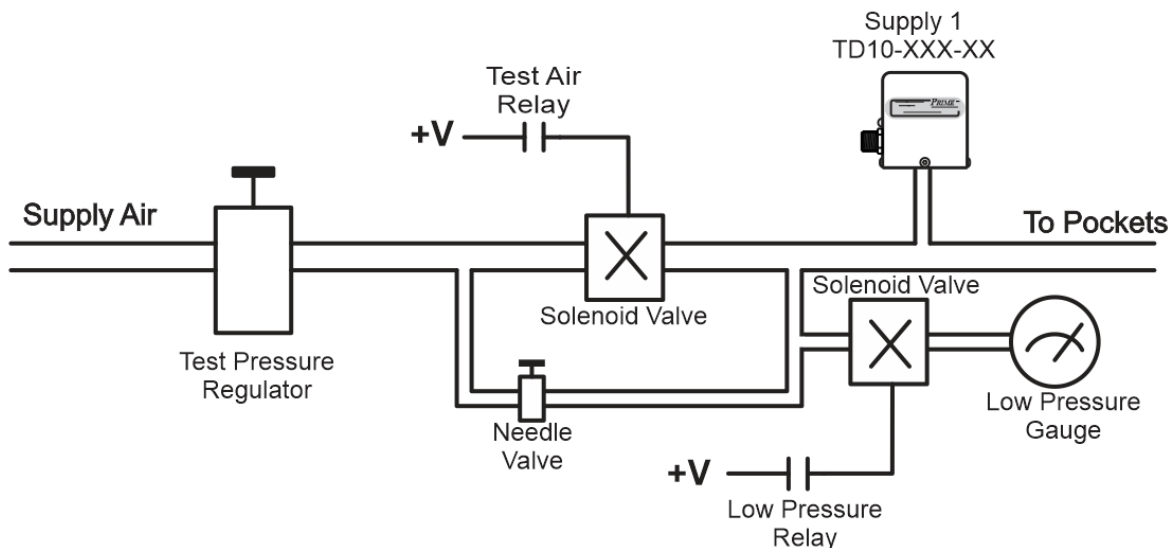 Supply 1
TD10-XXX-XX
Test Air
Relay
+V
PRIME
Supply Air
To Pockets
Solenoid Valve
Solenoid Valve
Test Pressure
Regulator
Needle
Valve
Low Pressure
Gauge
+V
Low Pressure
Relay